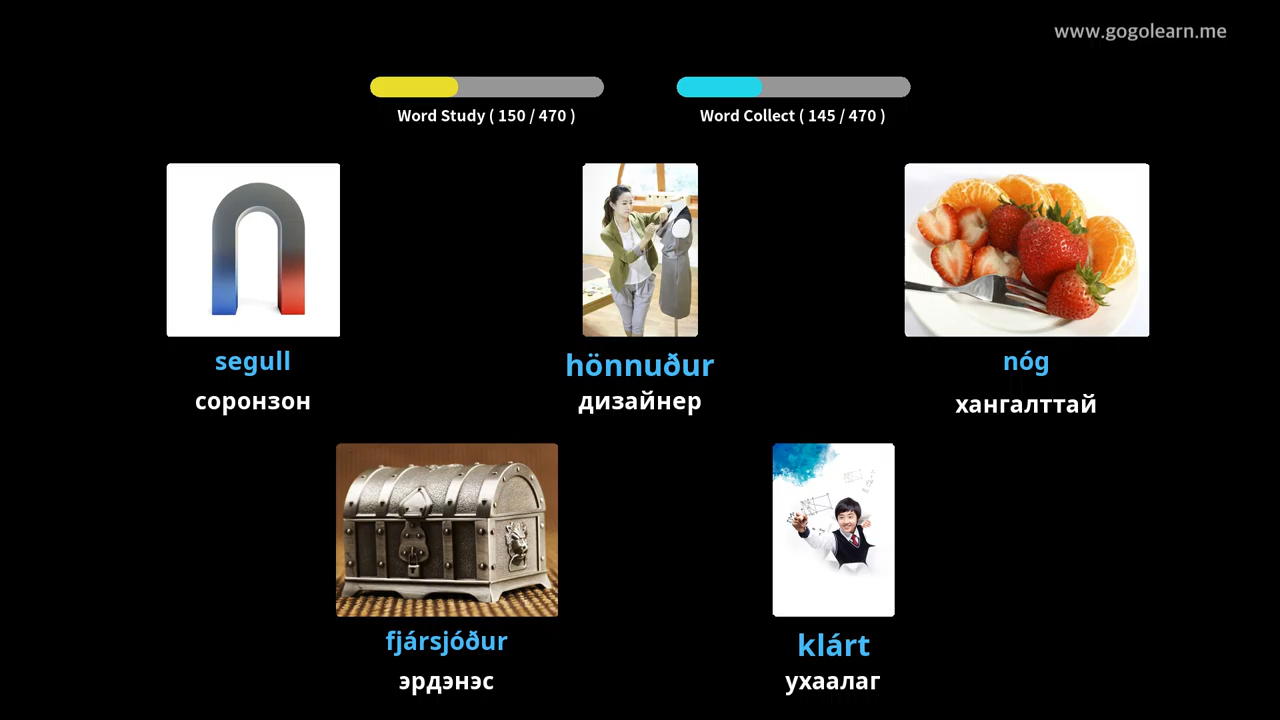 www.gogolearn.me
Word Study ( 150 / 470 )
Word Collect ( 145 / 470 )
segull
соронзон
hönnuður
дизайнер
nóg
хангалттай
fjársjóður
эрдэнэс
klárt
ухаалаг